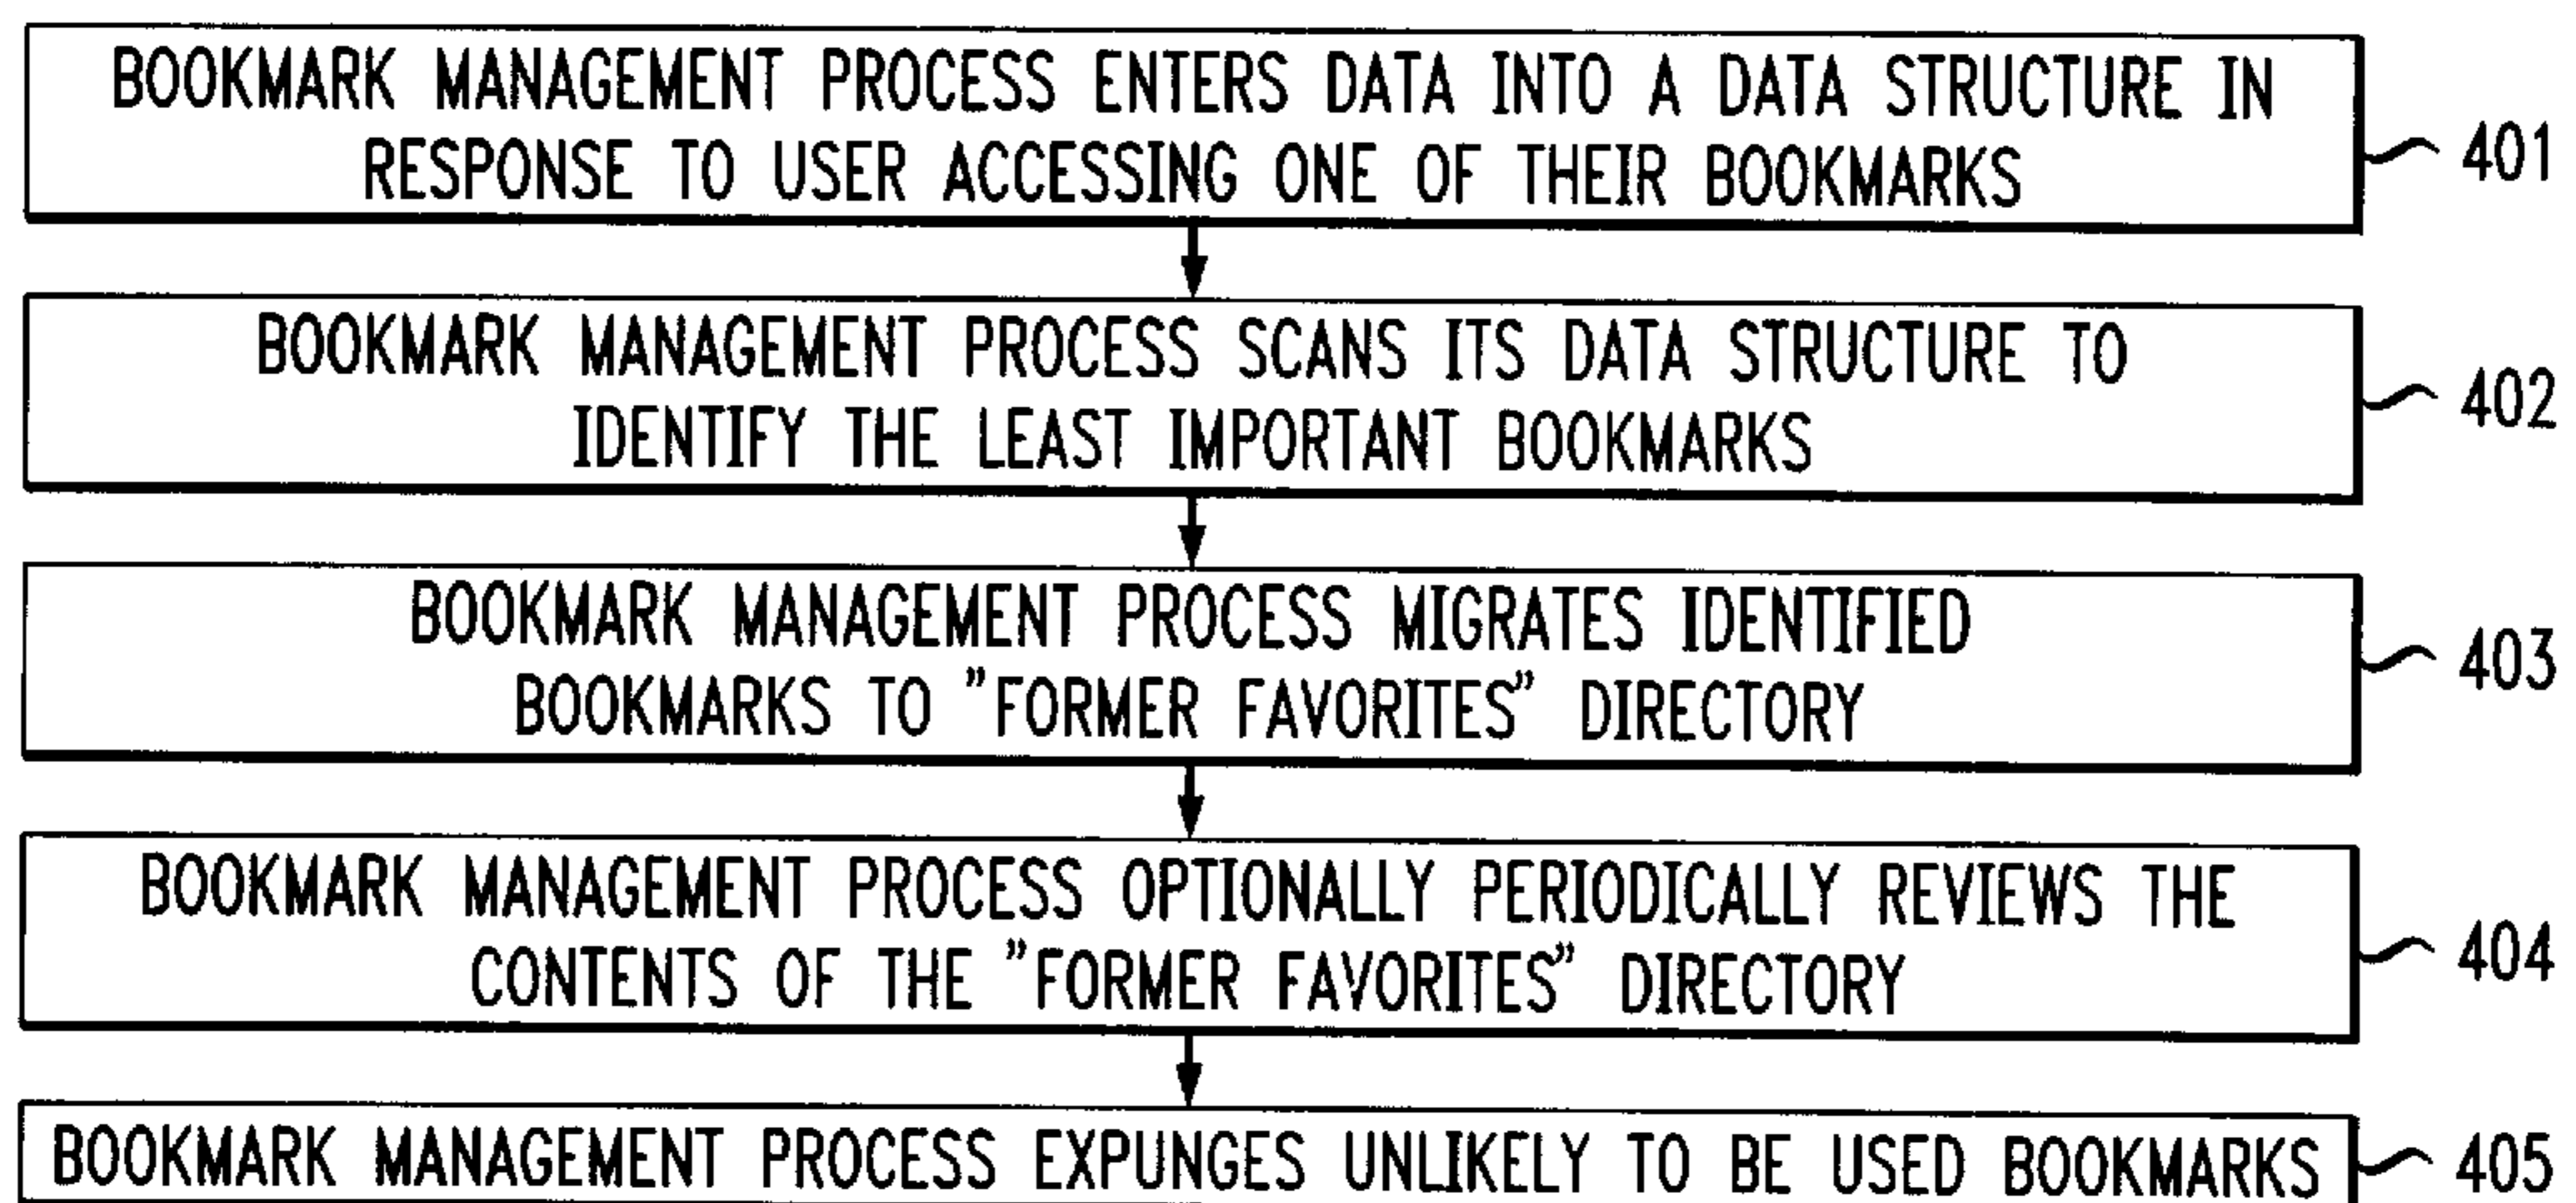 BOOKMARK MANAGEMENT PROCESS ENTERS DATA INTO A DATA STRUCTURE IN
RESPONSE TO USER ACCESSING ONE OF THEIR BOOKMARKS
401
BOOKMARK MANAGEMENT PROCESS SCANS ITS DATA STRUCTURE TO
IDENTIFY THE LEAST IMPORTANT BOOKMARKS
402
BOOKMARK MANAGEMENT PROCESS MIGRATES IDENTIFIED
BOOKMARKS TO "FORMER FAVORITES" DIRECTORY
403
BOOKMARK MANAGEMENT PROCESS OPTIONALLY PERIODICALLY REVIEWS THE
CONTENTS OF THE "FORMER FAVORITES" DIRECTORY
404
BOOKMARK MANAGEMENT PROCESS EXPUNGES UNLIKELY TO BE USED BOOKMARKS
405